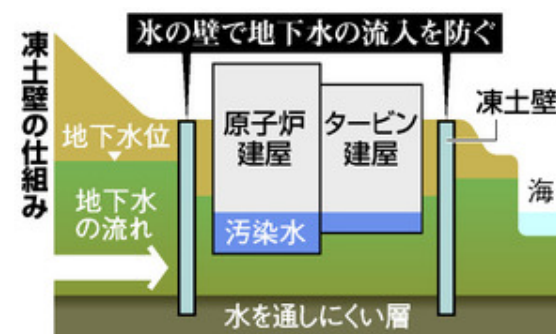 氷の壁で地下水の流入を防ぐ
凍土壁の仕組み
地下水位
地下水
の流れ
原子炉
建屋
タービン
建屋
凍土壁
海
汚染水
水を通しにくい層